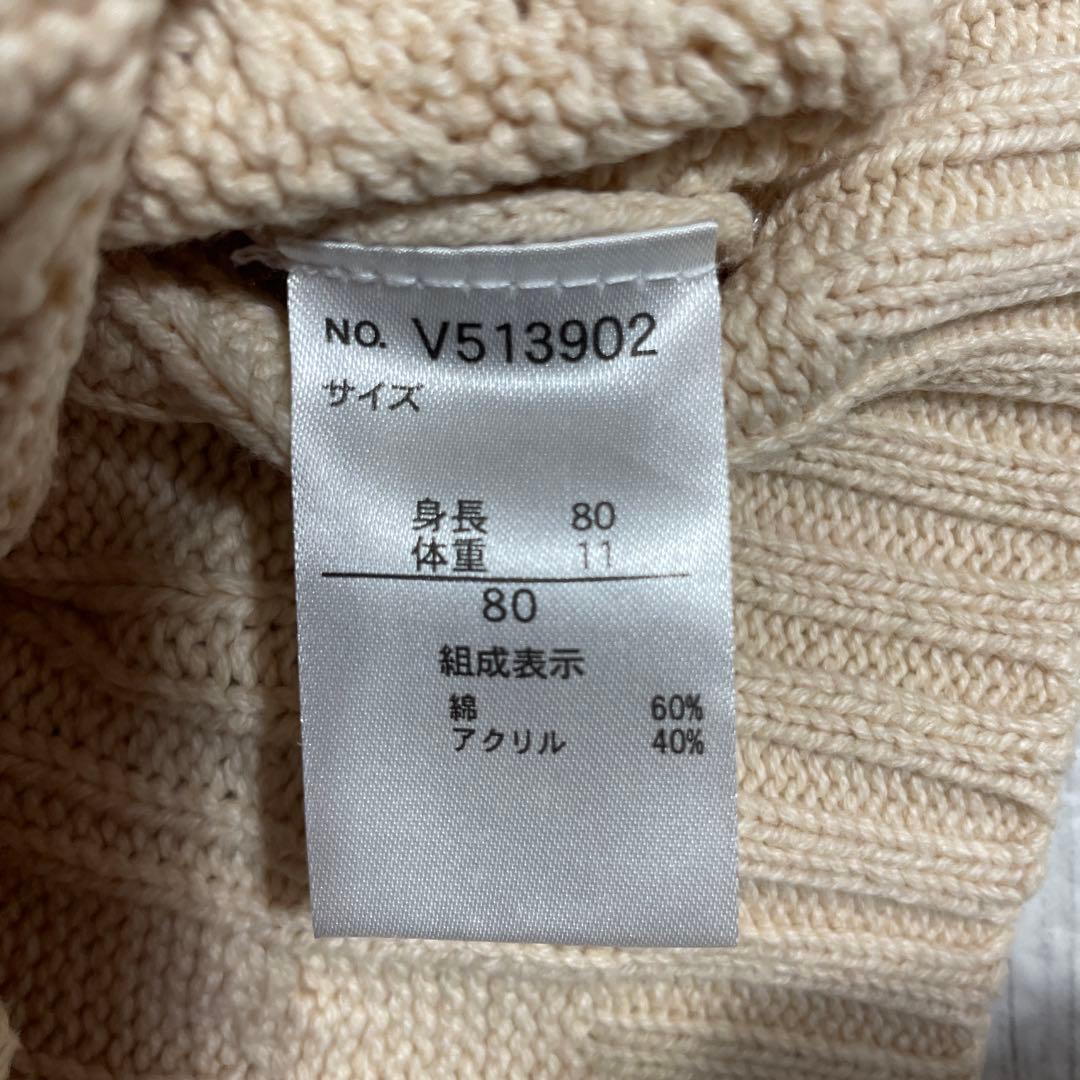 NO. V513902
サイズ
身長 80
体重 11
80
組成表示
綿 60%
アクリル 40%